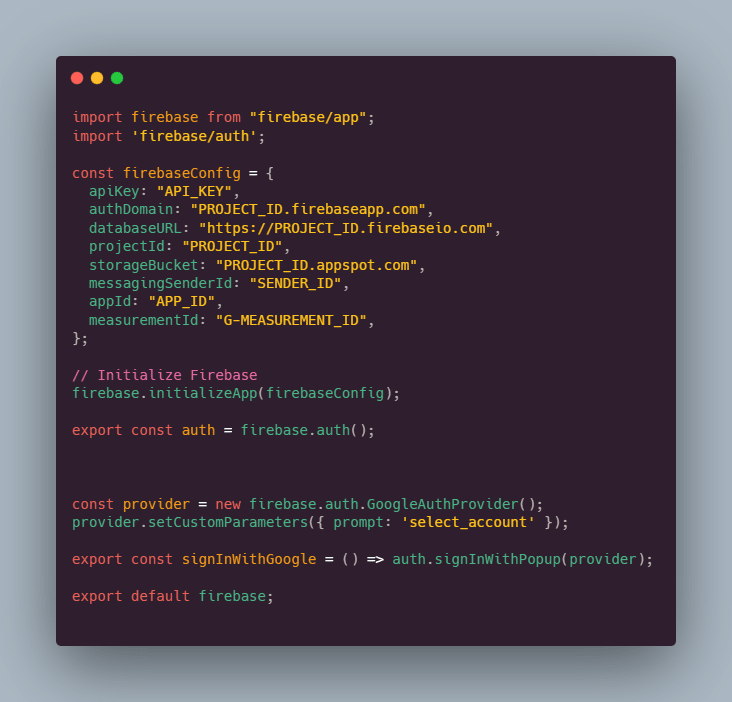 import firebase from "firebase/app";
import 'firebase/auth';
const firebaseConfig = {
  apiKey: "API_KEY",
  authDomain: "PROJECT_ID.firebaseapp.com",
  databaseURL: "https://PROJECT_ID.firebaseio.com",
  projectId: "PROJECT_ID",
  storageBucket: "PROJECT_ID.appspot.com",
  messagingSenderId: "SENDER_ID",
  appId: "APP_ID",
  measurementId: "G-MEASUREMENT_ID",
};
// Initialize Firebase
firebase.initializeApp(firebaseConfig);
export const auth = firebase.auth();
const provider = new firebase.auth.GoogleAuthProvider();
provider.setCustomParameters({ prompt: 'select_account' });
export const signInWithGoogle = () => auth.signInWithPopup(provider);
export default firebase;